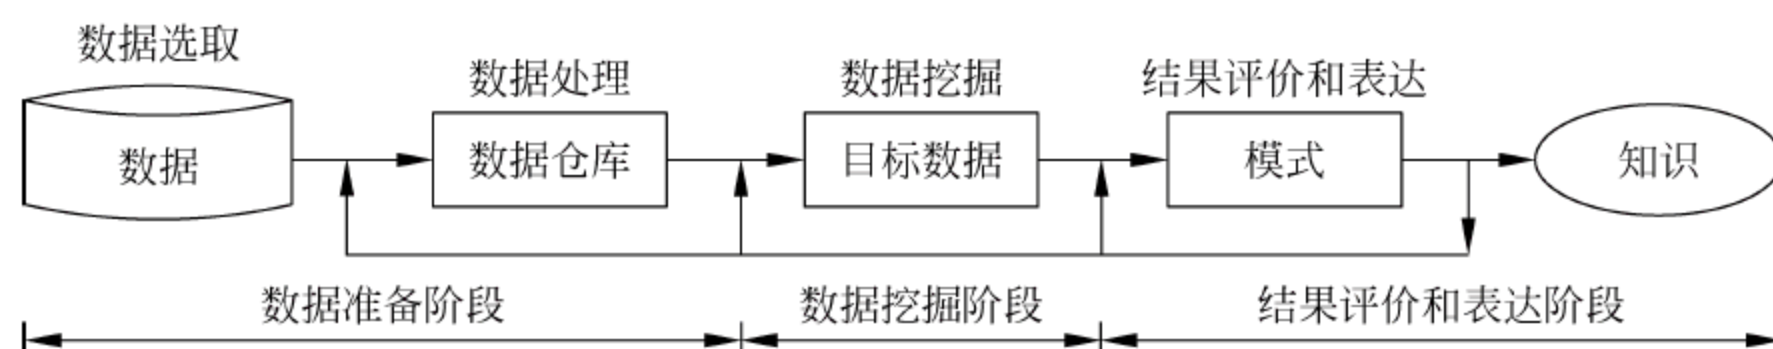 数据选取
数据处理
数据挖掘
结果评价和表达
数据
数据仓库
目标数据
模式
知识
数据准备阶段
数据挖掘阶段
结果评价和表达阶段